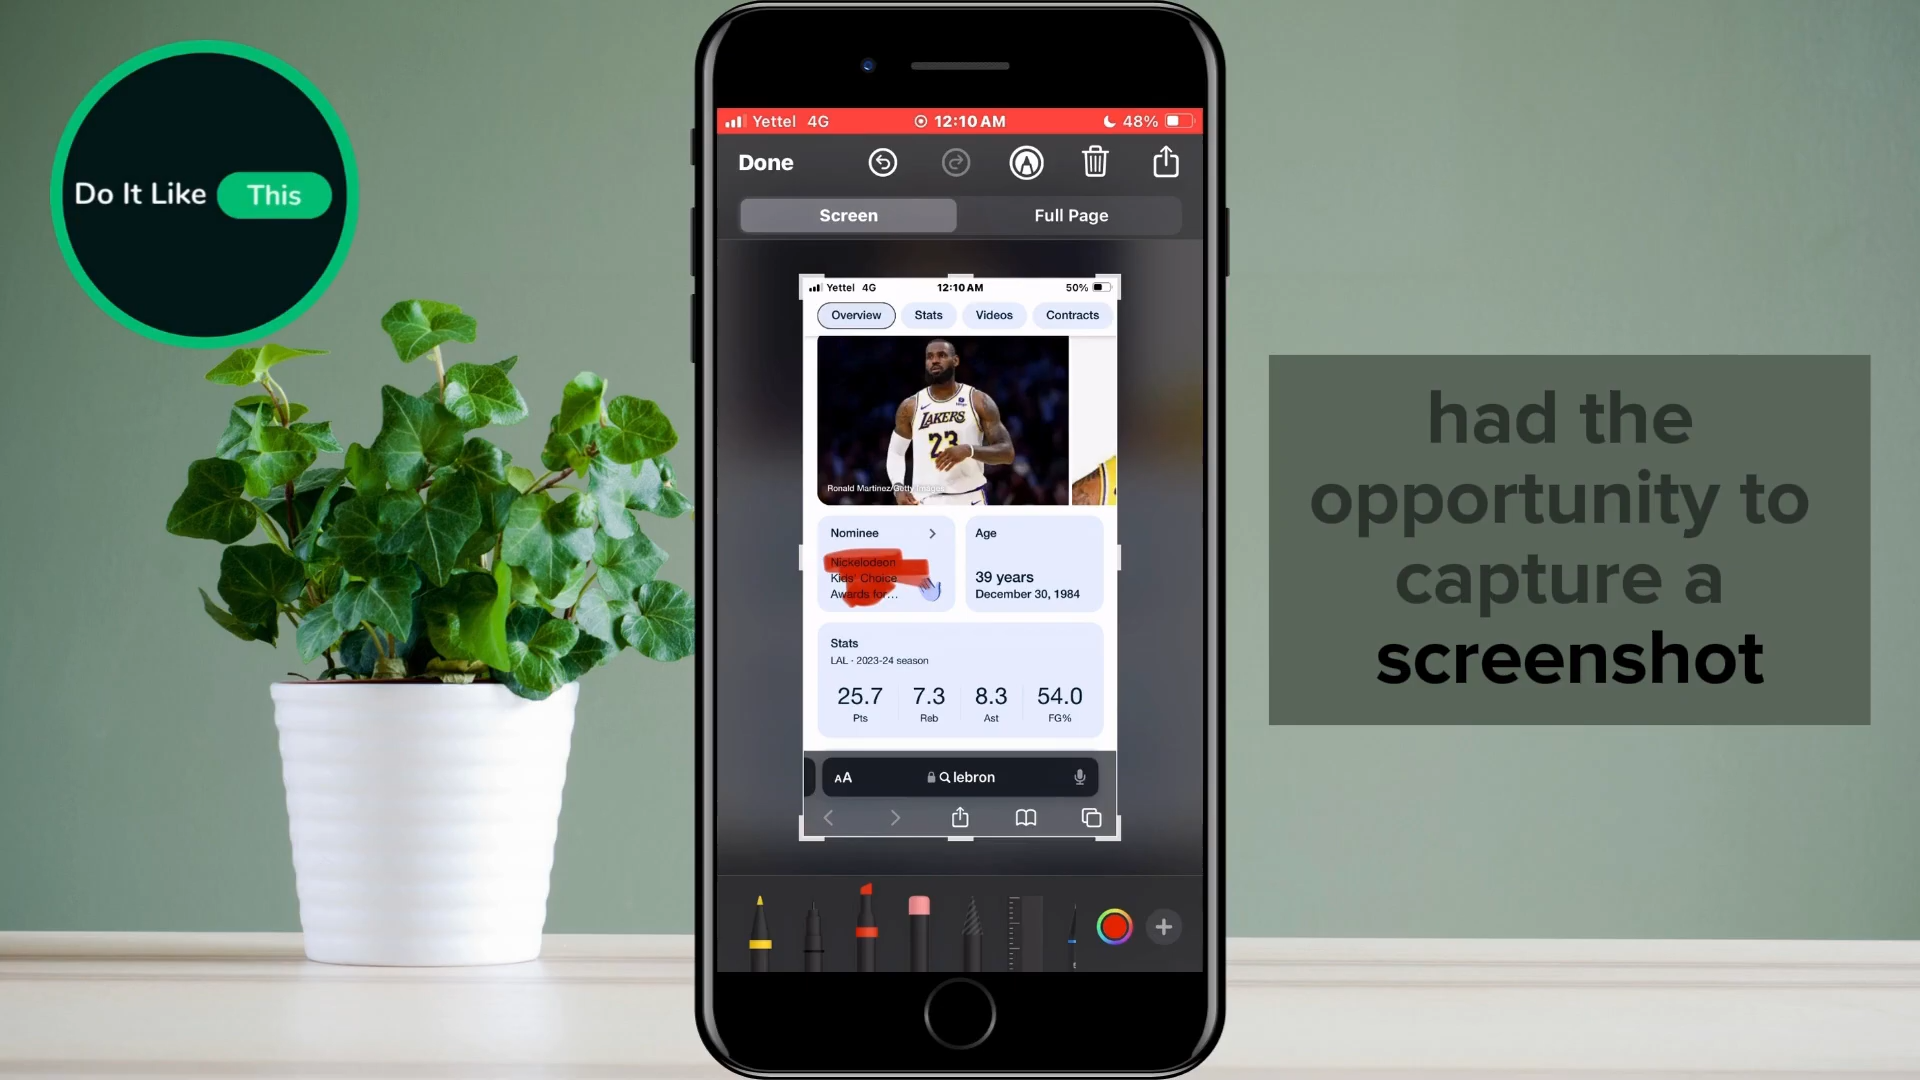 Do It Like This
Yettel 4G 12:10 AM 48%
Done
Screen Full Page
Yettel 4G 12:10 AM 50%
Overview Stats Videos Contracts
LAKERS
23
Ronald Martinez/Getty Images
Nominee
Nickelodeon
Kids' Choice
Awards for...
Age
39 years
December 30, 1984
Stats
LAL · 2023-24 season
25.7 7.3 8.3 54.0
Pts Reb Ast FG%
AA lebron
had the
opportunity to
capture a
screenshot